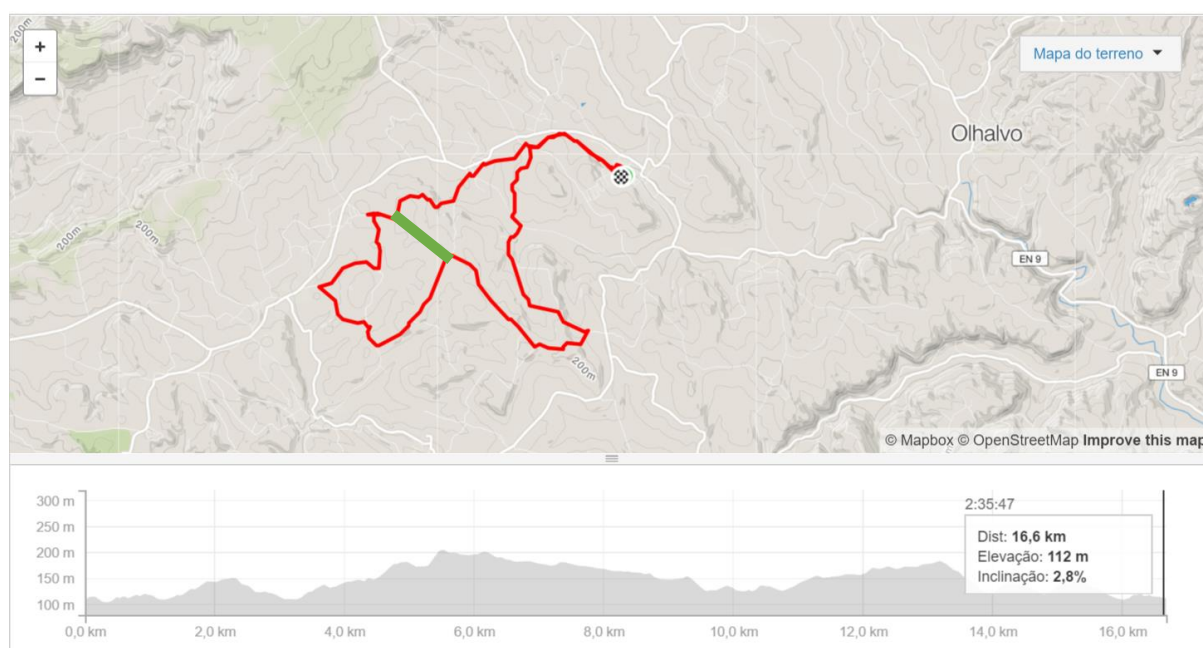 200m
+
−
Mapa do terreno
Olhalvo
200m
200m
EN 9
200m
EN 9
© Mapbox © OpenStreetMap Improve this map
300 m
250 m
200 m
150 m
100 m
2:35:47
Dist: 16,6 km
Elevação: 112 m
Inclinação: 2,8%
0,0 km 2,0 km 4,0 km 6,0 km 8,0 km 10,0 km 12,0 km 14,0 km 16,0 km